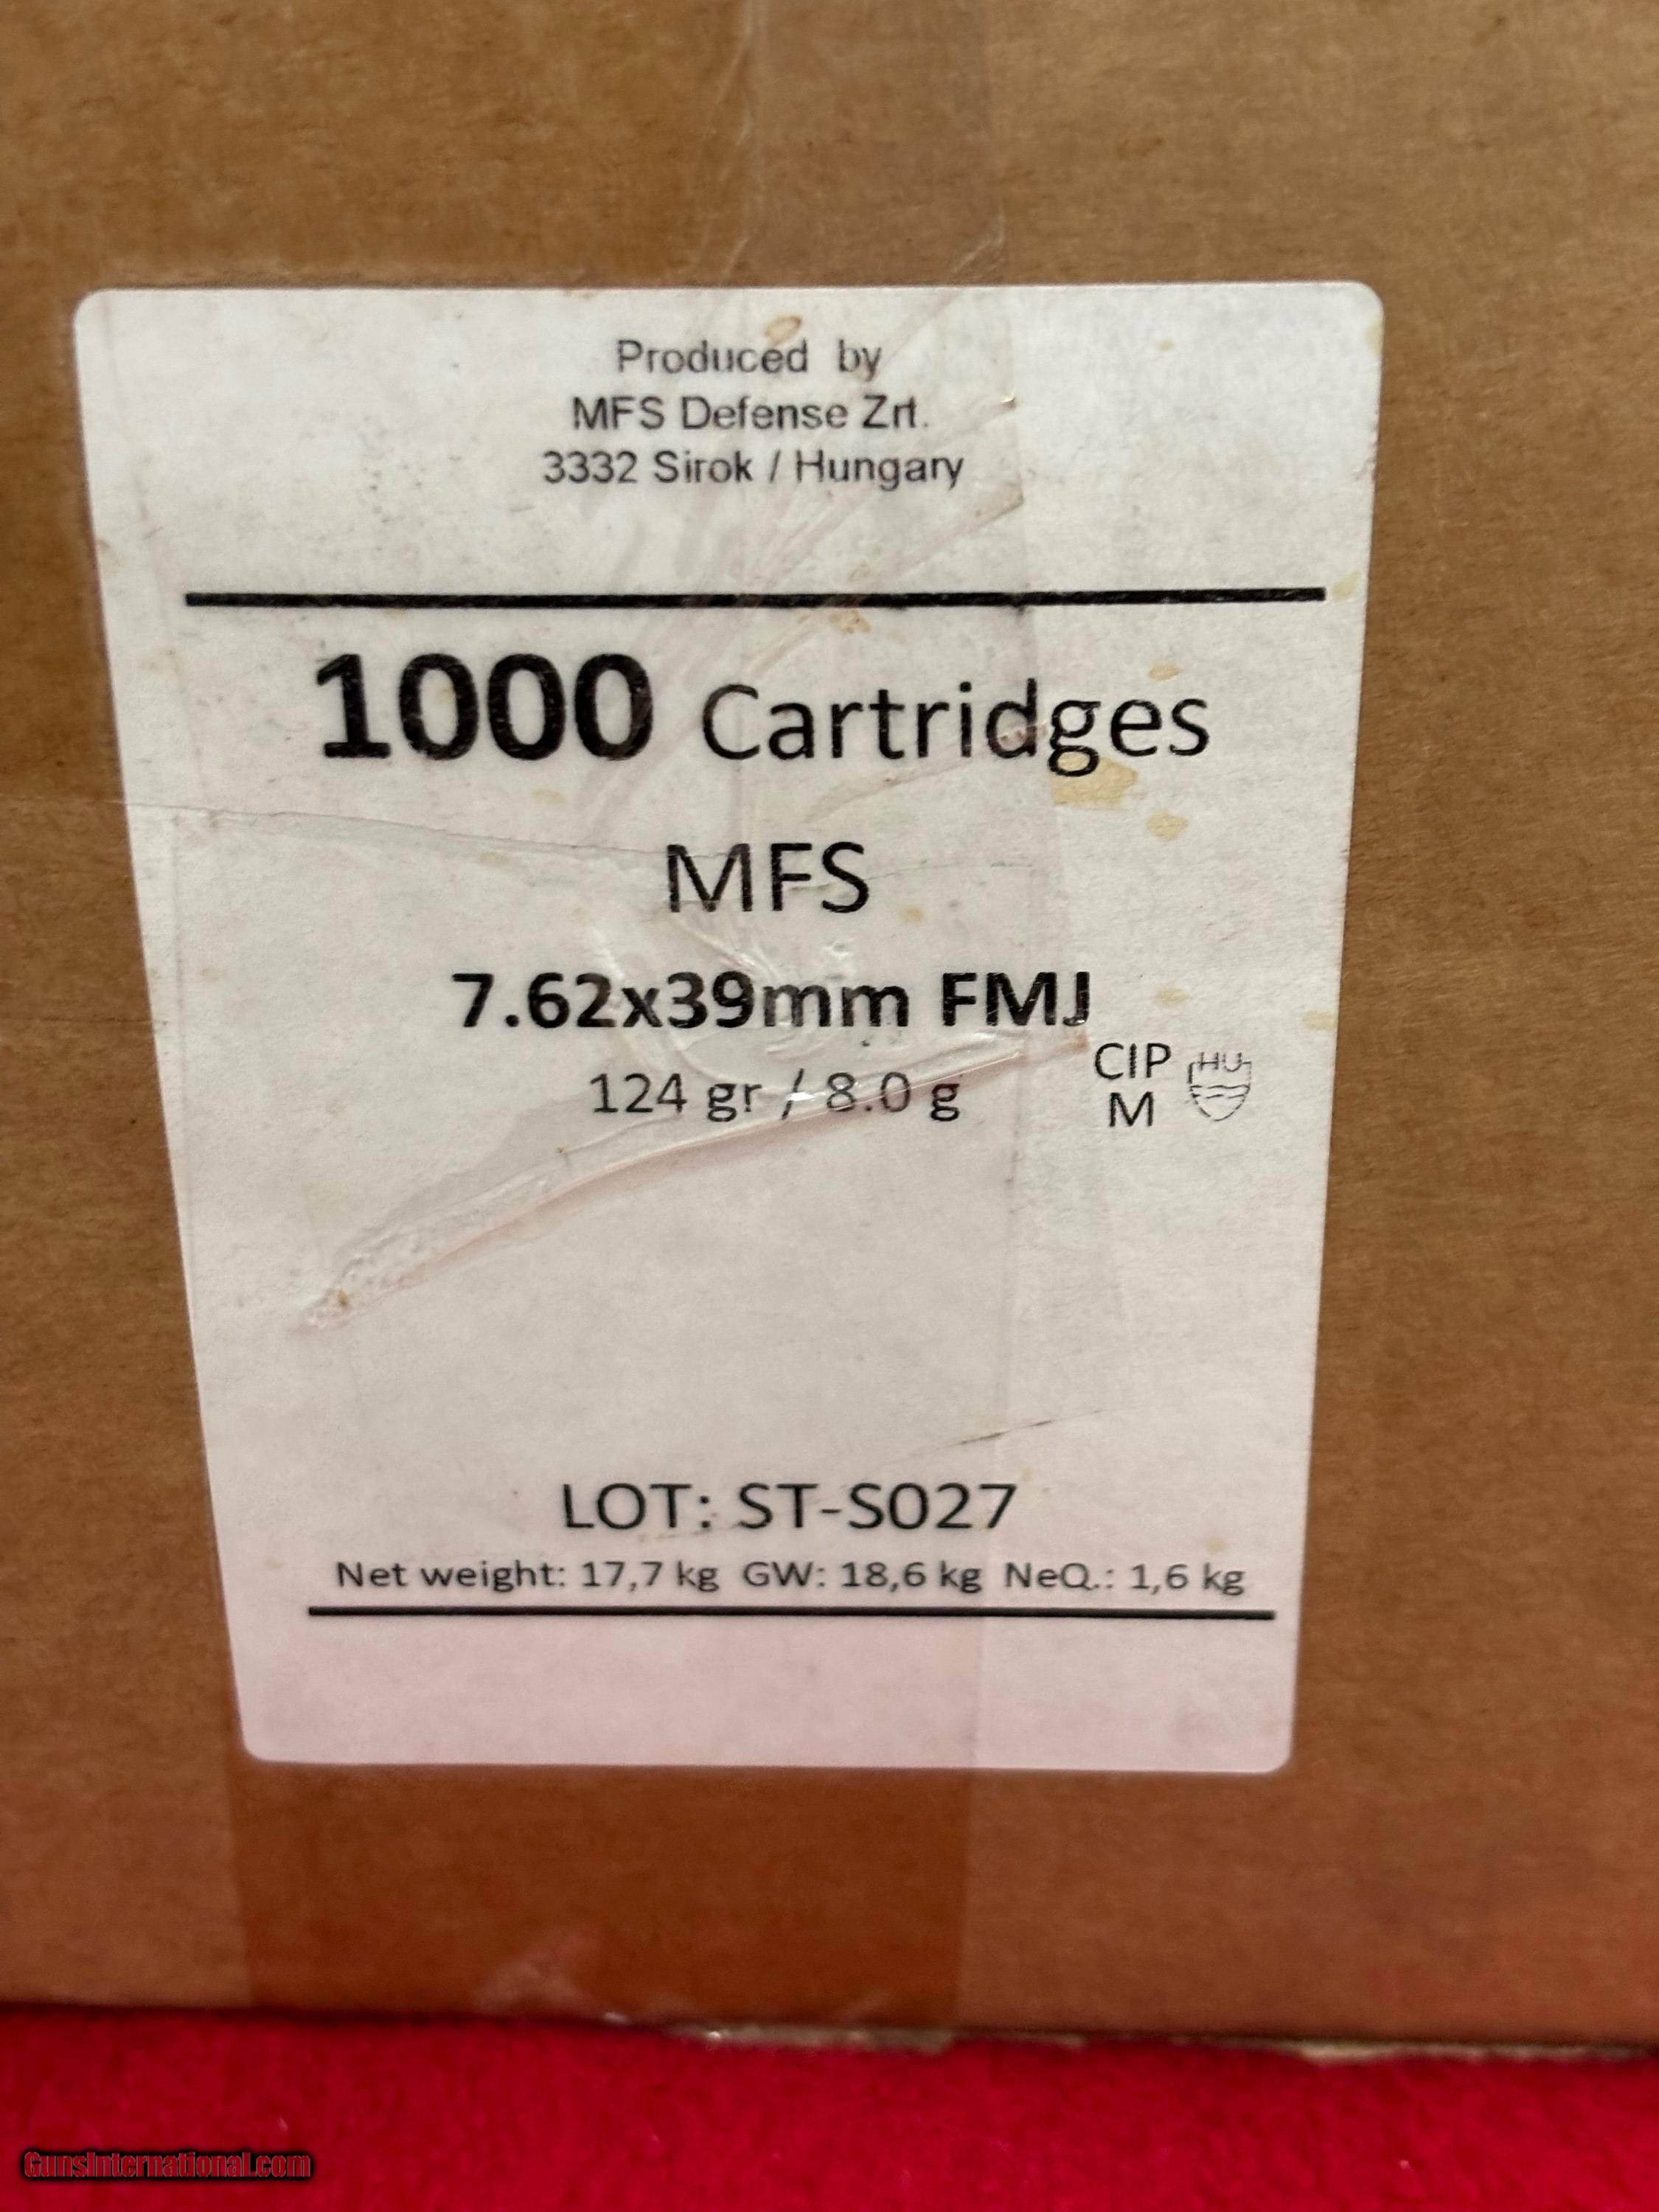 Produced by
MFS Defense Zrt.
3332 Sirok / Hungary
1000 Cartridges
MFS
7.62x39mm FMJ
124 gr / 8.0 g
CIP
M
HU
LOT: ST-S027
Net weight: 17,7 kg GW: 18,6 kg NeQ.: 1,6 kg
GunsInternational.com